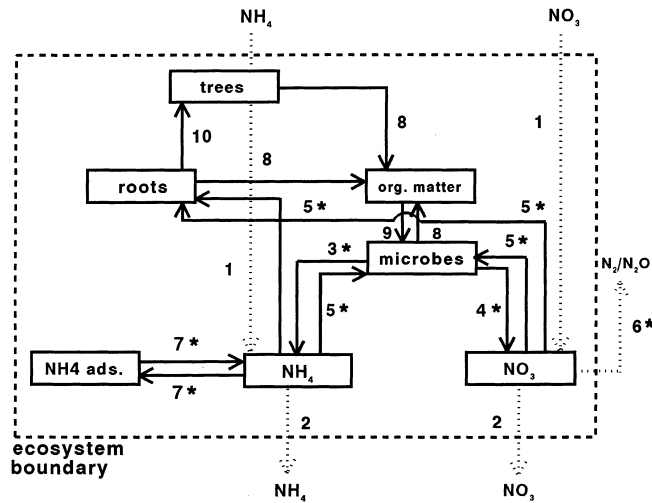 NH₄ NO₃
trees
10 8 1
8
roots org. matter
5* 5*
9 8 5*
3* microbes
N₂/N₂O
1
5* 4* 6*
7*
NH4 ads. NH₄ NO₃
7*
2 2
ecosystem
boundary
NH₄ NO₃